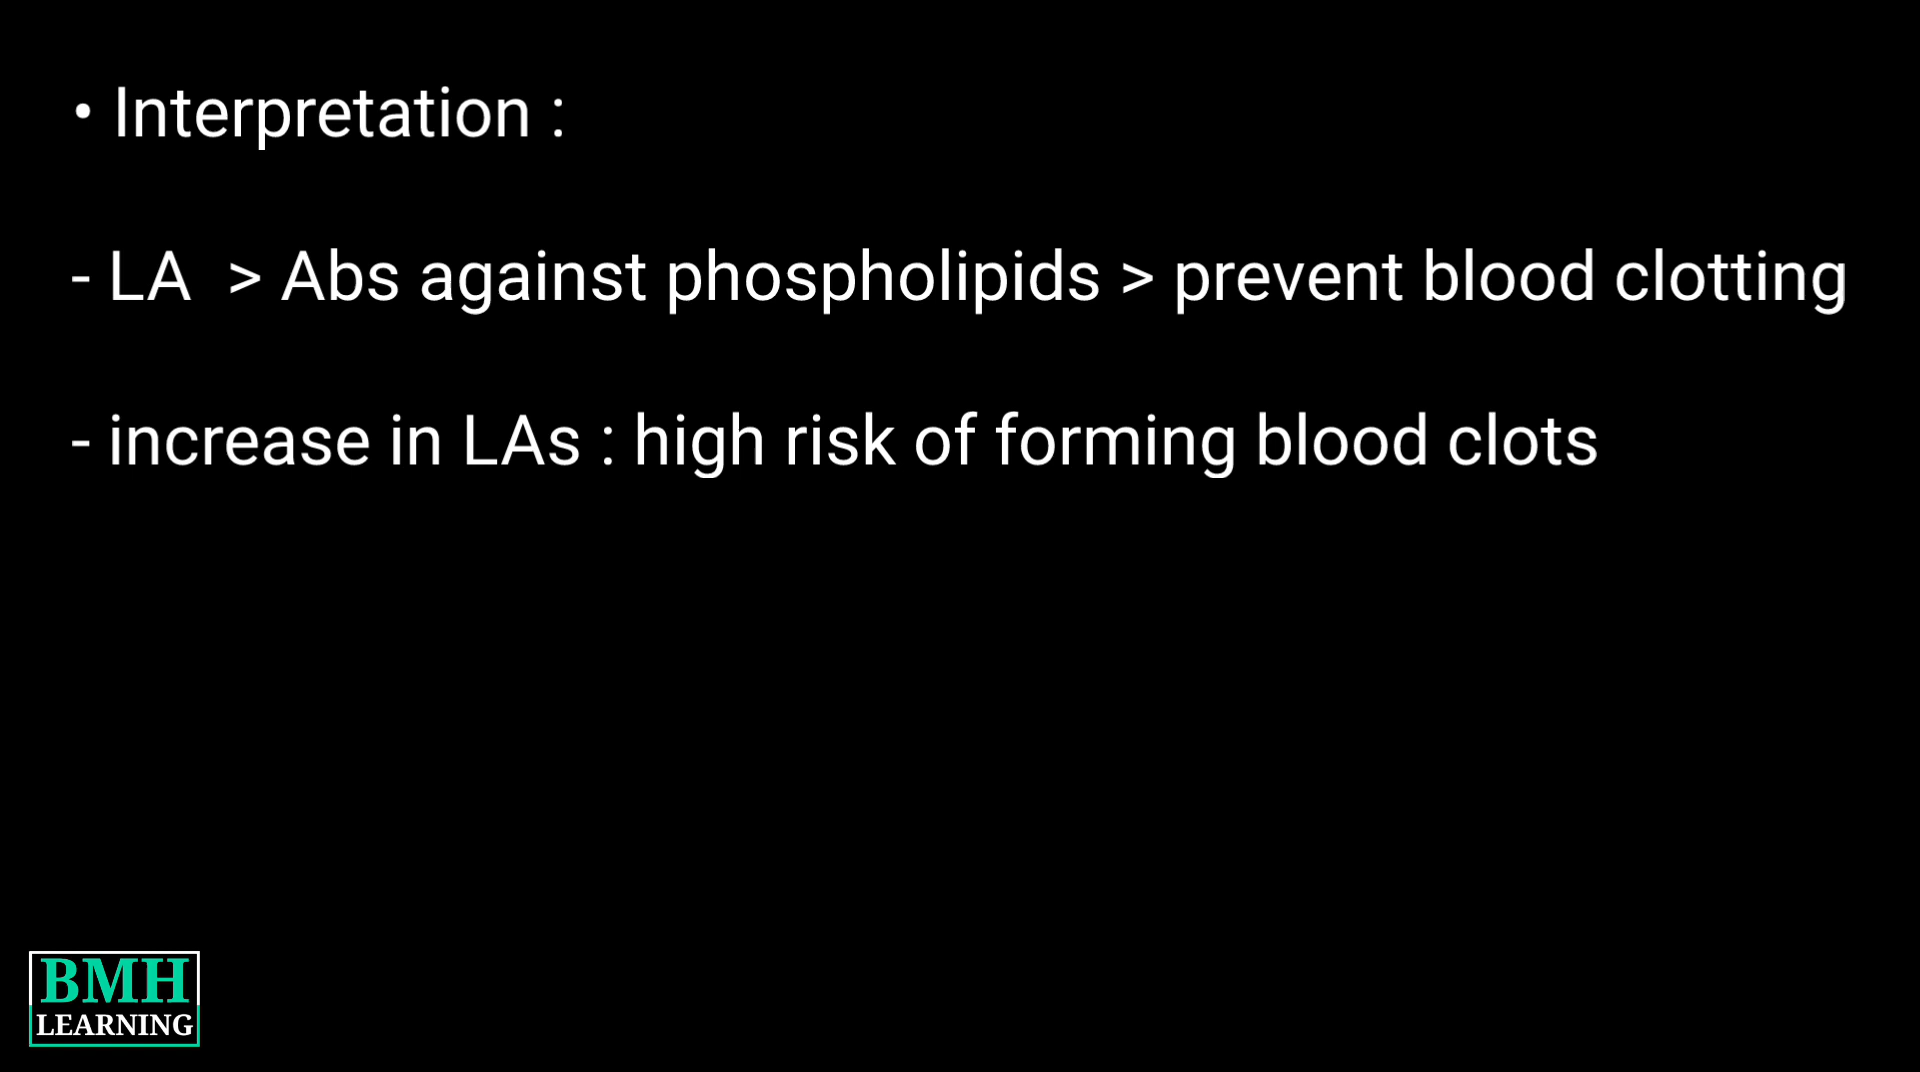 • Interpretation :
- LA  > Abs against phospholipids > prevent blood clotting
- increase in LAs : high risk of forming blood clots
BMH
LEARNING